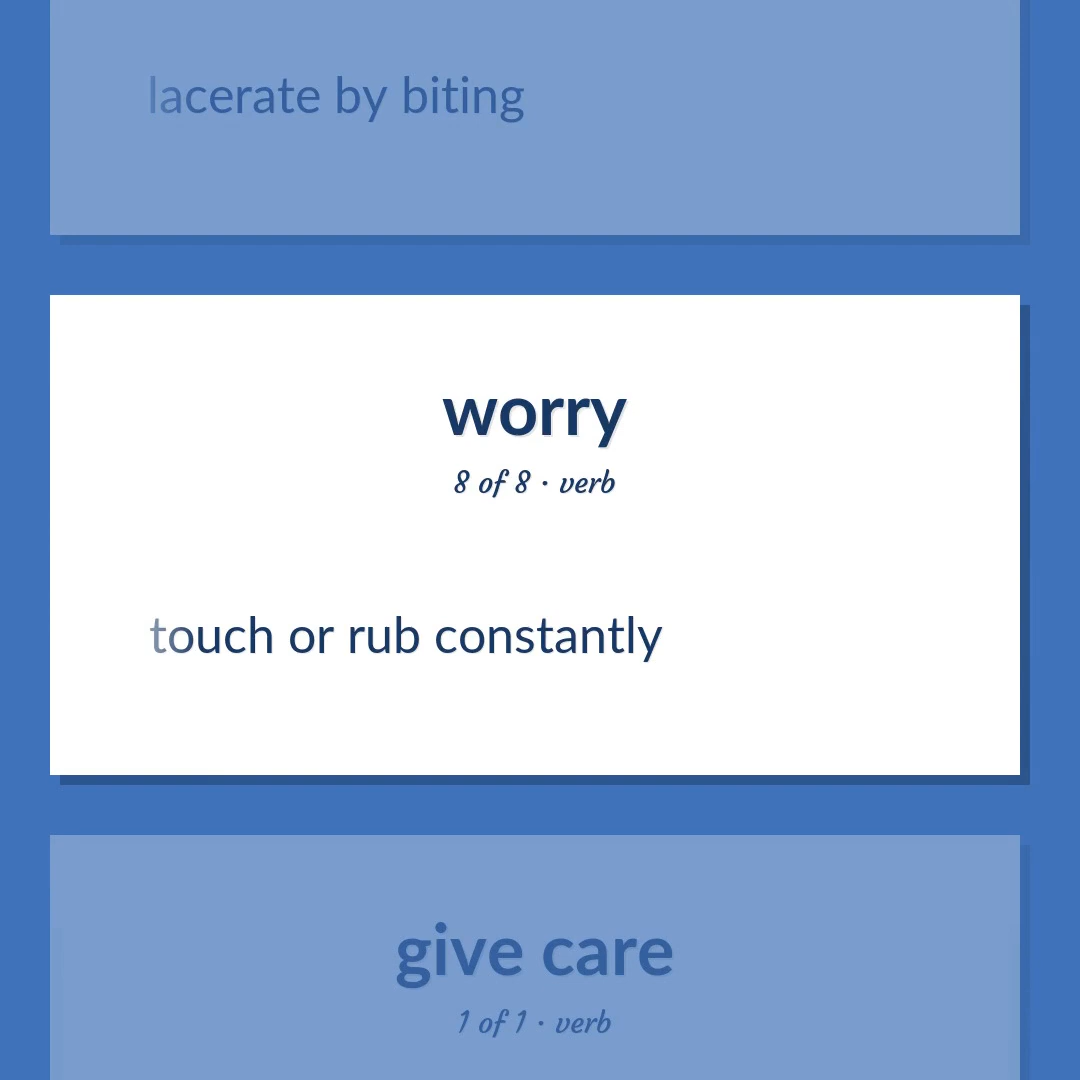 lacerate by biting
worry
8 of 8 · verb
touch or rub constantly
give care
1 of 1 · verb